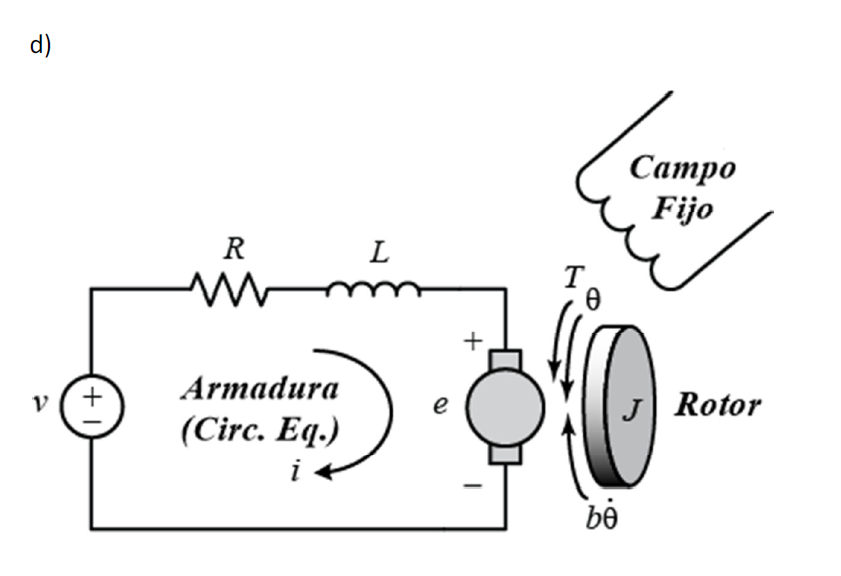 d)
Campo
Fijo
R
L
T
θ
+
v
+
−
Armadura
(Circ. Eq.)
i
e
J
Rotor
−
bθ̇